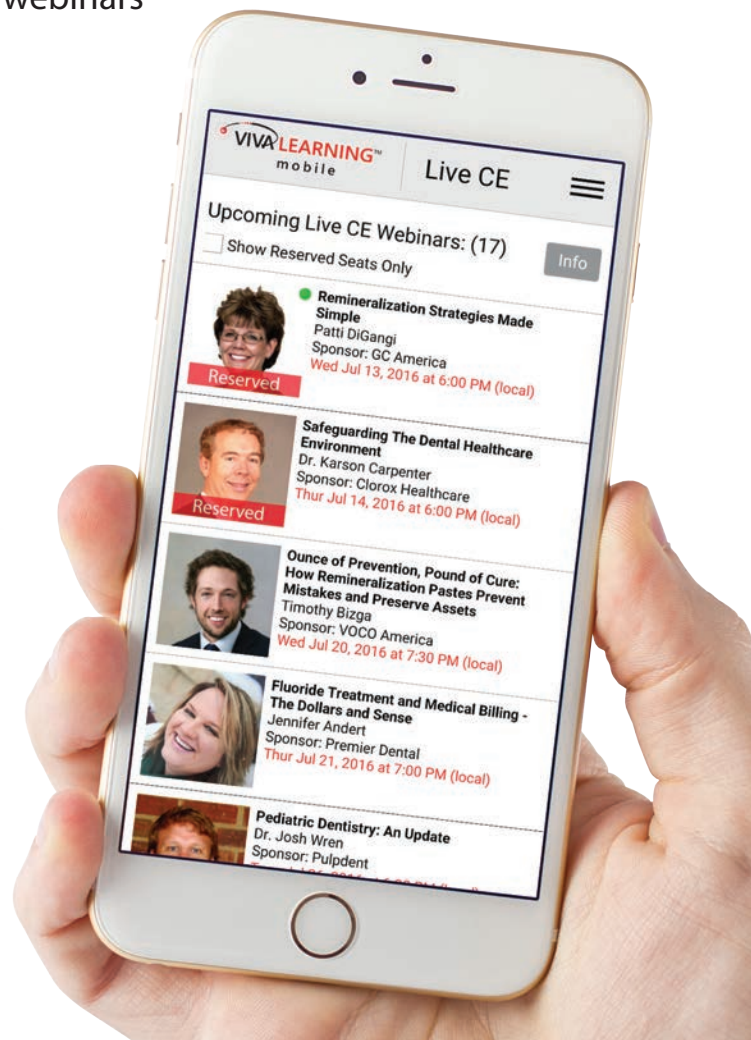 webinars
VIVALEARNING™
mobile
Live CE
Upcoming Live CE Webinars: (17)
Show Reserved Seats Only
Info
Remineralization Strategies Made
Simple
Patti DiGangi
Sponsor: GC America
Wed Jul 13, 2016 at 6:00 PM (local)
Reserved
Safeguarding The Dental Healthcare
Environment
Dr. Karson Carpenter
Sponsor: Clorox Healthcare
Thur Jul 14, 2016 at 6:00 PM (local)
Reserved
Ounce of Prevention, Pound of Cure:
How Remineralization Pastes Prevent
Mistakes and Preserve Assets
Timothy Bizga
Sponsor: VOCO America
Wed Jul 20, 2016 at 7:30 PM (local)
Fluoride Treatment and Medical Billing -
The Dollars and Sense
Jennifer Andert
Sponsor: Premier Dental
Thur Jul 21, 2016 at 7:00 PM (local)
Pediatric Dentistry: An Update
Dr. Josh Wren
Sponsor: Pulpdent